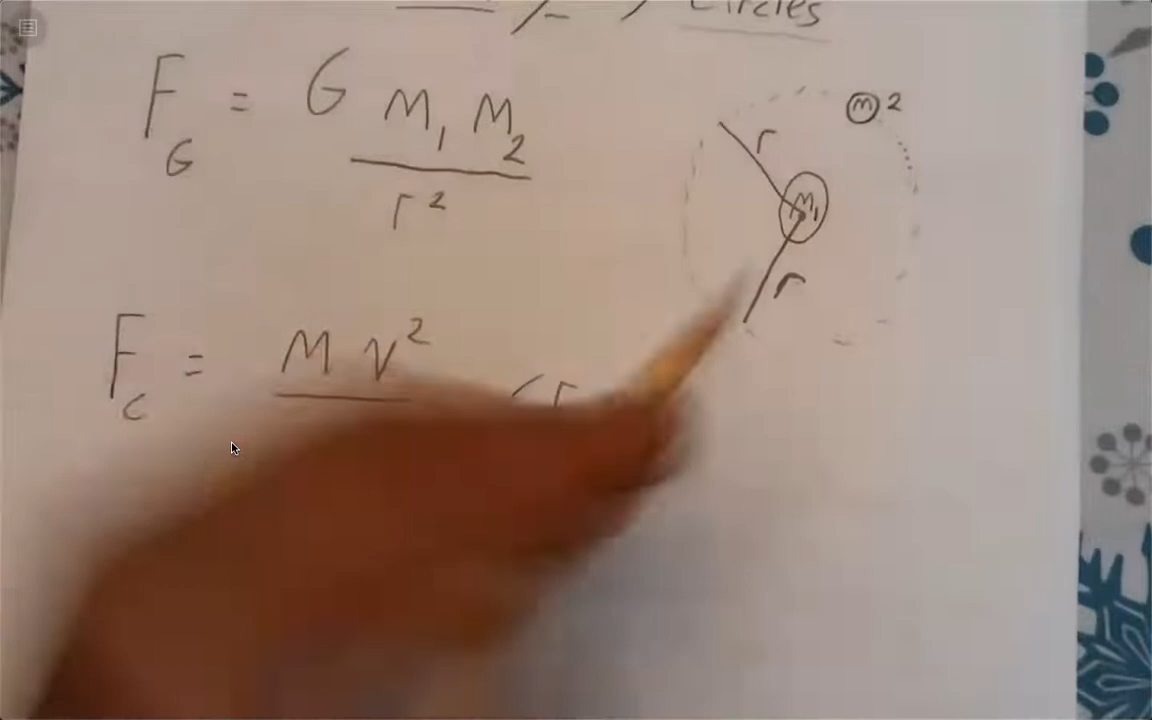 Circles
F_G = G M₁ M₂ / r²
m 2
r
M₁
r
F_C = M v²